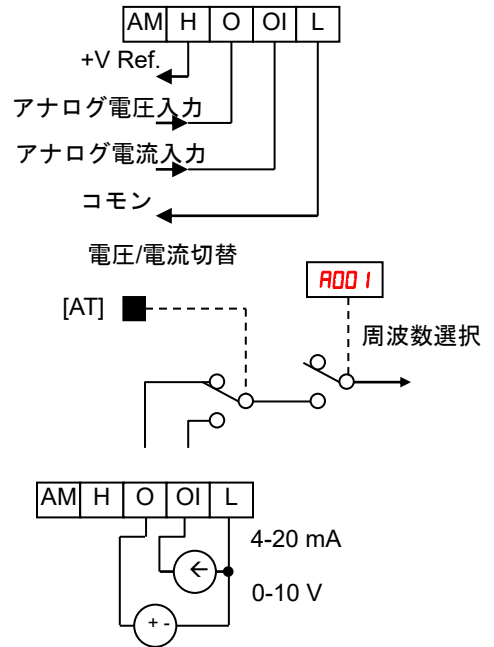 AM H O OI L
+V Ref.
アナログ電圧入力
アナログ電流入力
コモン
電圧/電流切替
A001
[AT]
周波数選択
AM H O OI L
4-20 mA
0-10 V
+ -